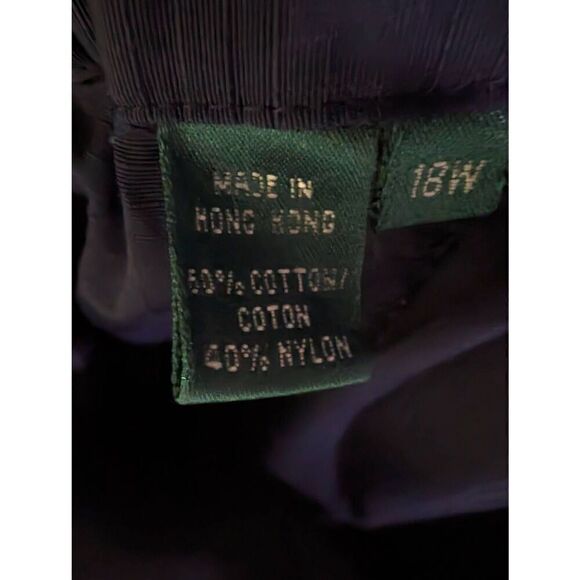 MADE IN
HONG KONG
60% COTTON/
COTON
40% NYLON
18W